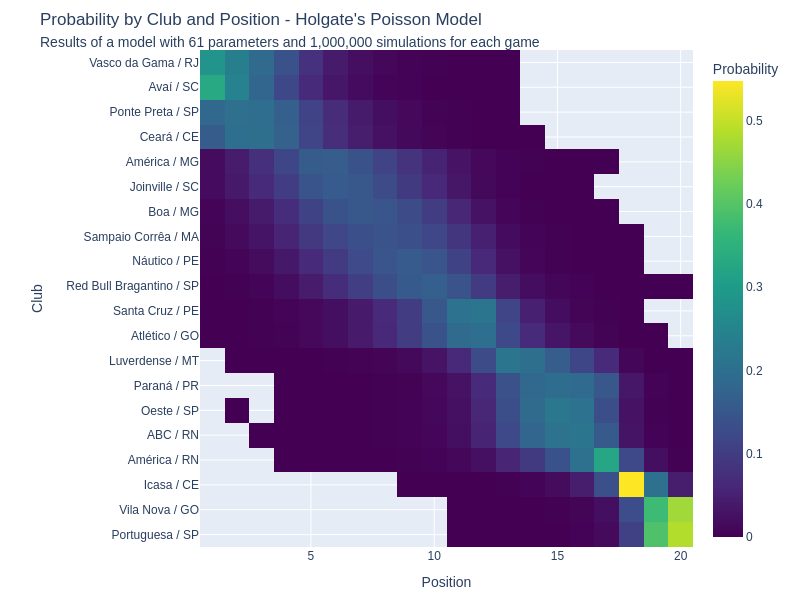 Probability by Club and Position - Holgate's Poisson Model
Results of a model with 61 parameters and 1,000,000 simulations for each game
Probability
Vasco da Gama / RJ
Avaí / SC
Ponte Preta / SP
Ceará / CE
América / MG
Joinville / SC
Boa / MG
Sampaio Corrêa / MA
Náutico / PE
Red Bull Bragantino / SP
Santa Cruz / PE
Atlético / GO
Luverdense / MT
Paraná / PR
Oeste / SP
ABC / RN
América / RN
Icasa / CE
Vila Nova / GO
Portuguesa / SP
Club
5
10
15
20
Position
0.5
0.4
0.3
0.2
0.1
0